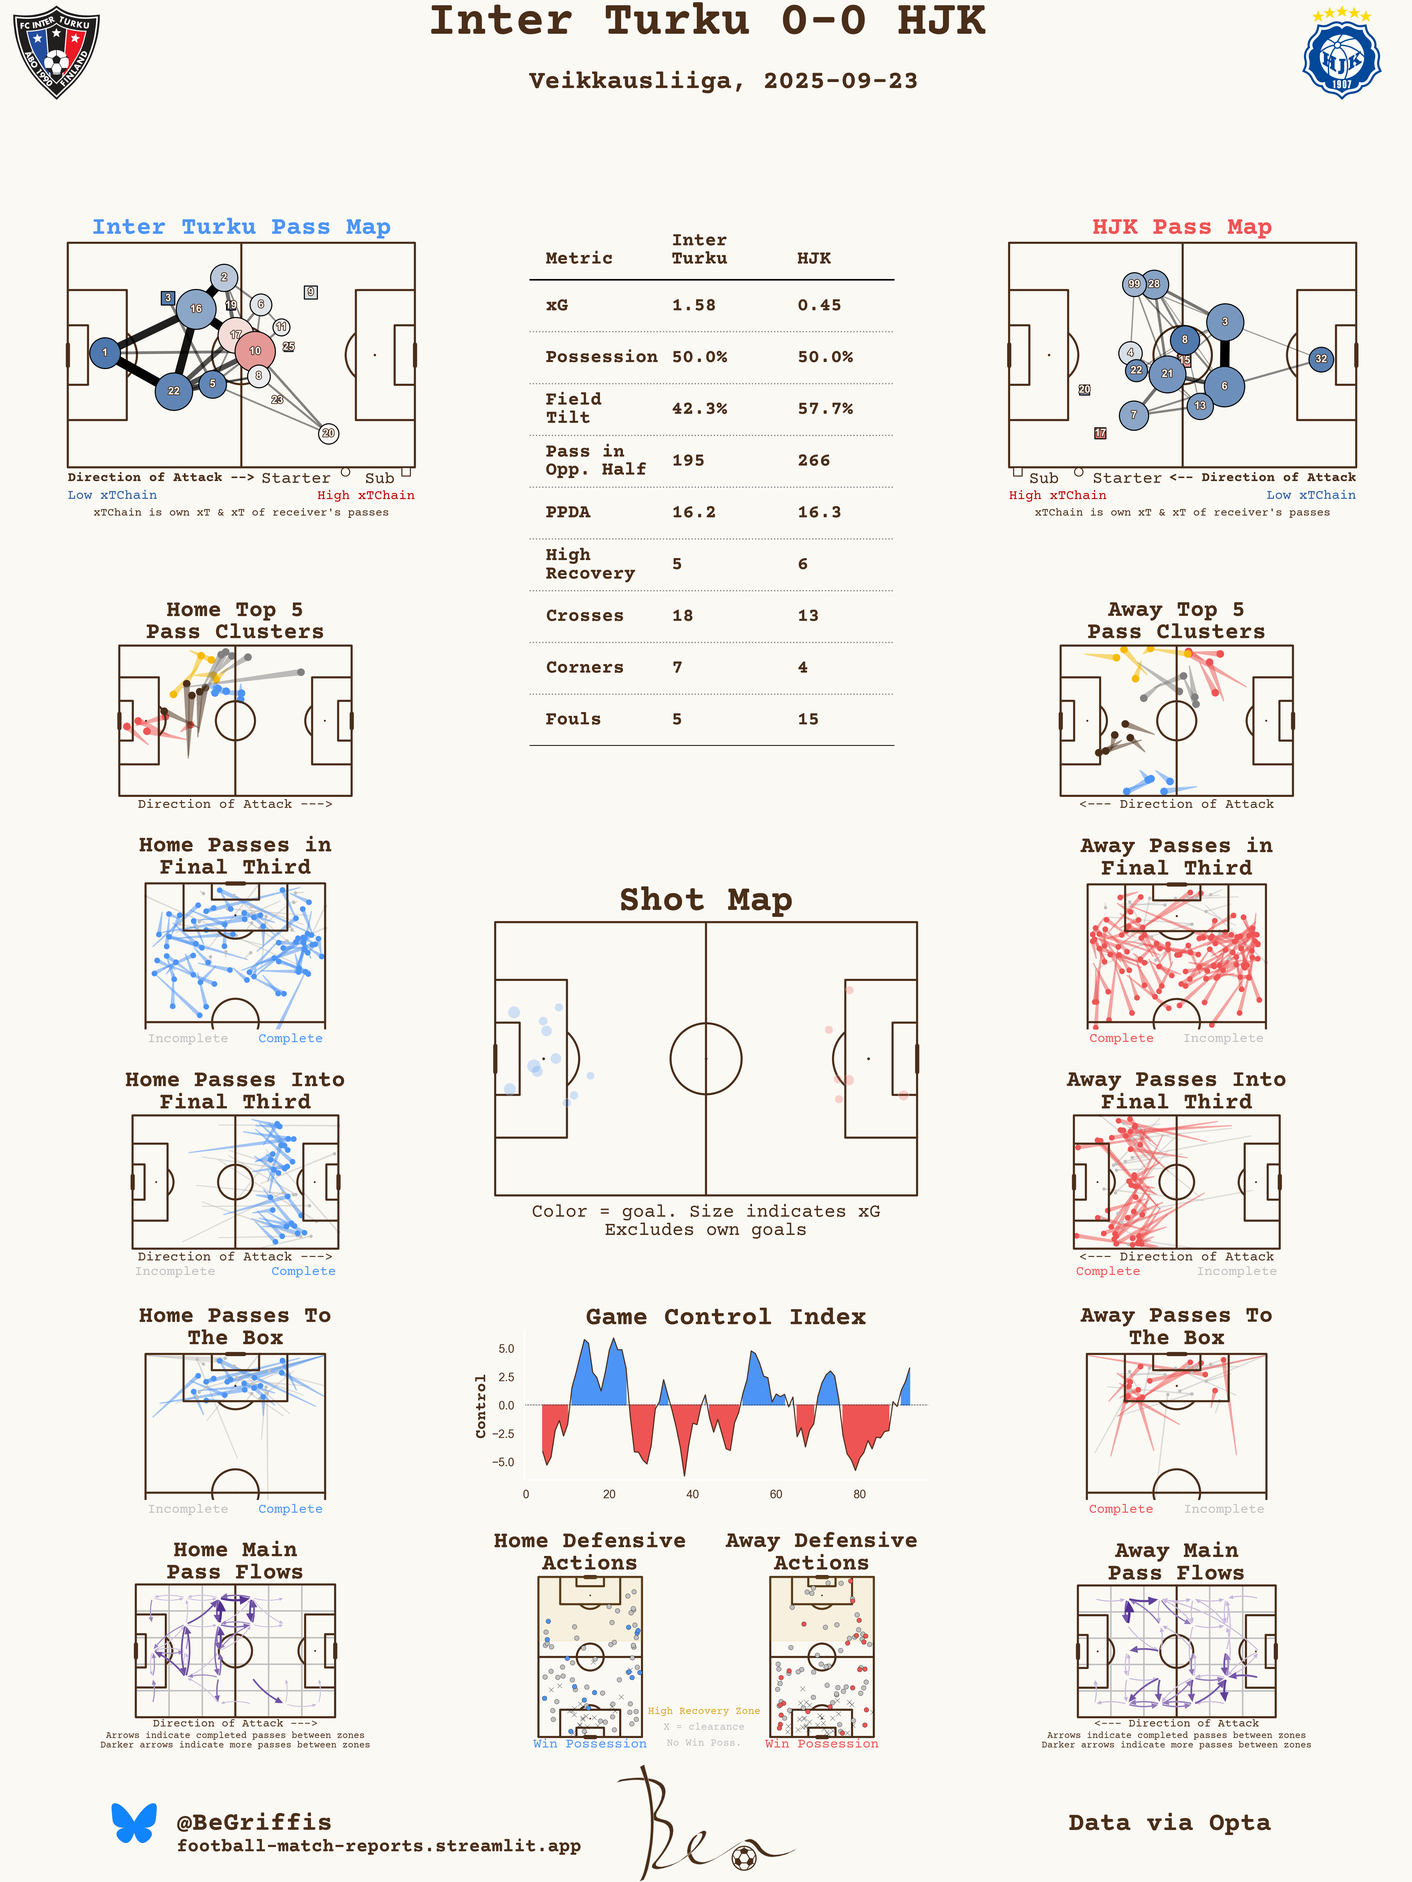 Inter Turku 0-0 HJK
Veikkausliiga, 2025-09-23
FC INTER TURKU
ÅBO 1990 FINLAND
HJK
1907
Inter Turku Pass Map
2
3
9
16
19
6
17
11
1
10
25
22
5
8
23
20
Direction of Attack --> Starter Sub
Low xTChain High xTChain
xTChain is own xT & xT of receiver's passes
Metric Inter Turku HJK
xG 1.58 0.45
Possession 50.0% 50.0%
Field Tilt 42.3% 57.7%
Pass in Opp. Half 195 266
PPDA 16.2 16.3
High Recovery 5 6
Crosses 18 13
Corners 7 4
Fouls 5 15
HJK Pass Map
99
28
3
8
4
15
32
22
21
6
20
13
7
17
Sub Starter <-- Direction of Attack
High xTChain Low xTChain
xTChain is own xT & xT of receiver's passes
Home Top 5
Pass Clusters
Direction of Attack --->
Away Top 5
Pass Clusters
<--- Direction of Attack
Home Passes in
Final Third
Incomplete Complete
Away Passes in
Final Third
Complete Incomplete
Shot Map
Color = goal. Size indicates xG
Excludes own goals
Home Passes Into
Final Third
Direction of Attack --->
Incomplete Complete
Away Passes Into
Final Third
<--- Direction of Attack
Complete Incomplete
Home Passes To
The Box
Incomplete Complete
Game Control Index
Control
5.0
2.5
0.0
−2.5
−5.0
0 20 40 60 80
Away Passes To
The Box
Complete Incomplete
Home Main
Pass Flows
Direction of Attack --->
Arrows indicate completed passes between zones
Darker arrows indicate more passes between zones
Home Defensive
Actions
Win Possession
High Recovery Zone
X = clearance
No Win Poss.
Away Defensive
Actions
Win Possession
Away Main
Pass Flows
<--- Direction of Attack
Arrows indicate completed passes between zones
Darker arrows indicate more passes between zones
@BeGriffis
football-match-reports.streamlit.app
Ben
Data via Opta